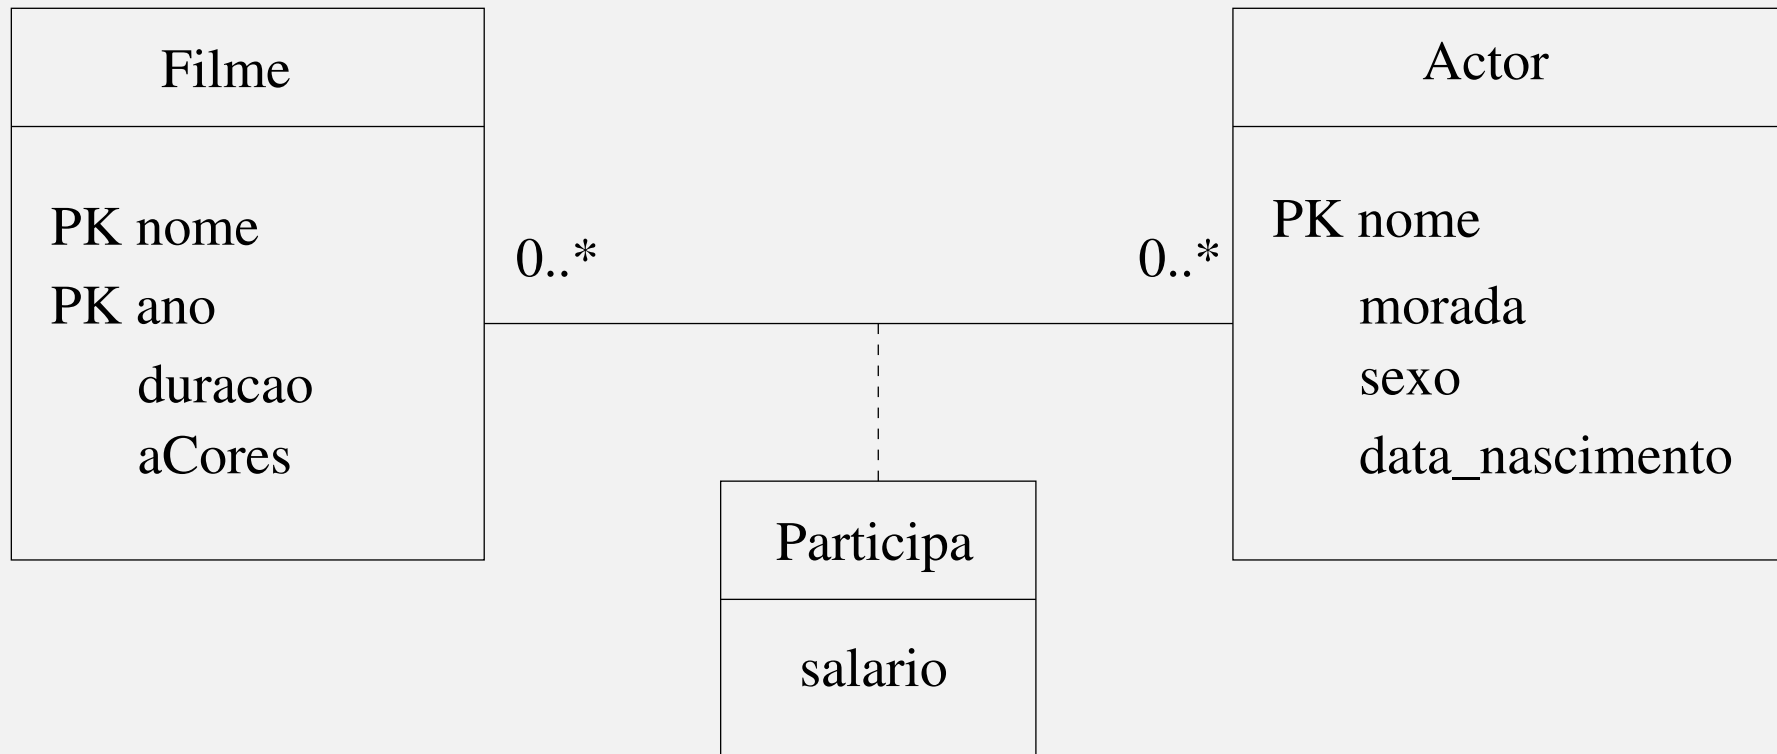 Filme
PK nome
PK ano
duracao
aCores
0..*
0..*
Actor
PK nome
morada
sexo
data_nascimento
Participa
salario